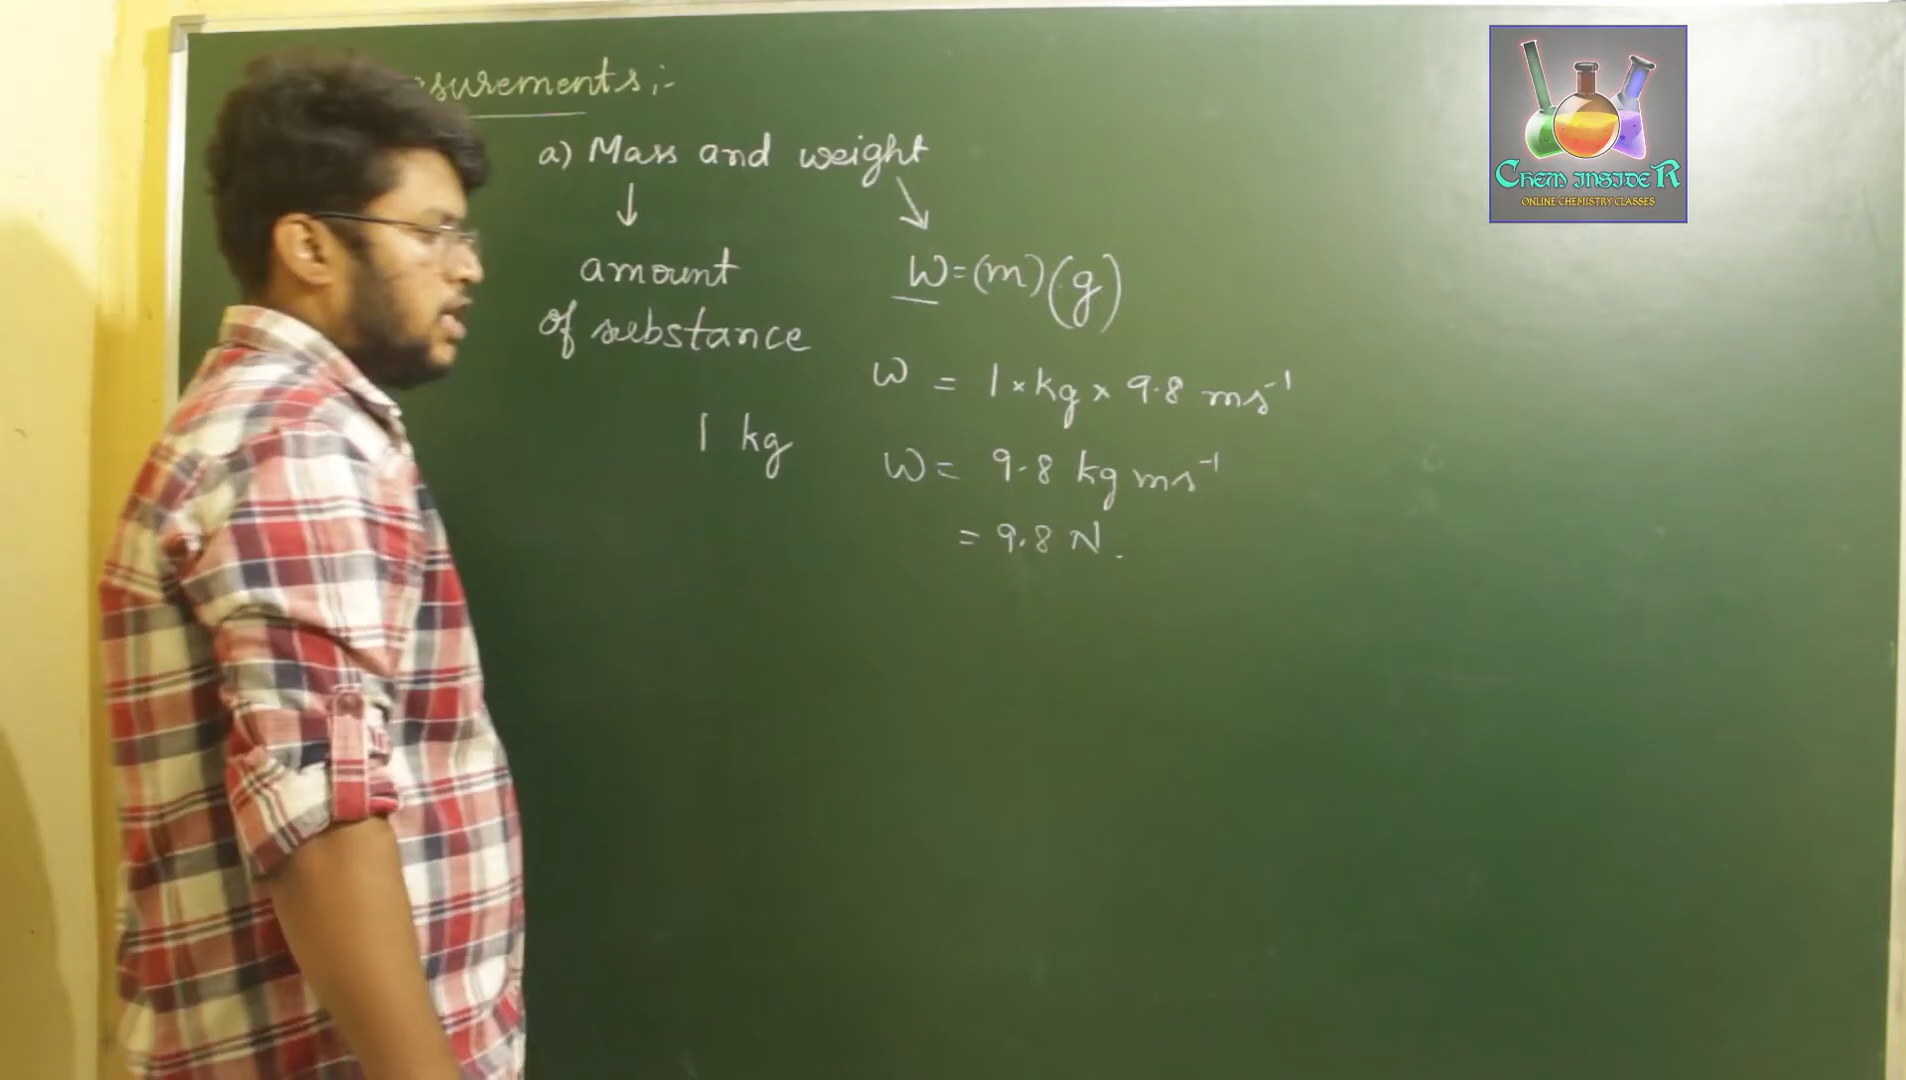 surements :-
a) Mass and weight
↓ ↘
amount
of substance
W = (m) (g)
W = 1 × kg × 9.8 ms⁻¹
1 kg
W = 9.8 kg ms⁻¹
= 9.8 N.
CHEM INSIDER
ONLINE CHEMISTRY CLASSES